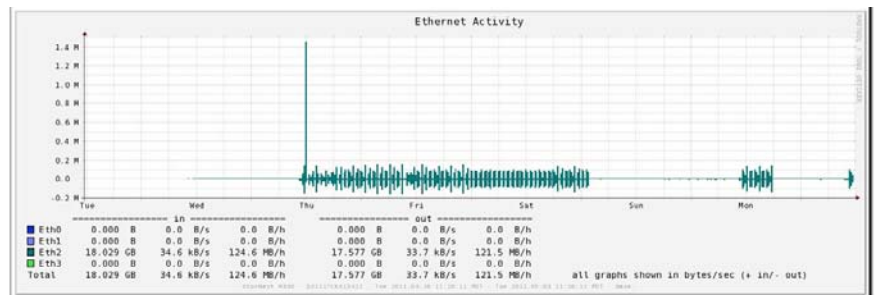 Ethernet Activity
1.4 M
1.2 M
1.0 M
0.8 M
0.6 M
0.4 M
0.2 M
0.0
-0.2 M
Tue Wed Thu Fri Sat Sun Mon
================ in ================ ================ out ================
Eth0 0.000 B 0.0 B/s 0.0 B/h 0.000 B 0.0 B/s 0.0 B/h
Eth1 0.000 B 0.0 B/s 0.0 B/h 0.000 B 0.0 B/s 0.0 B/h
Eth2 18.029 GB 34.6 kB/s 124.6 MB/h 17.577 GB 33.7 kB/s 121.5 MB/h
Eth3 0.000 B 0.0 B/s 0.0 B/h 0.000 B 0.0 B/s 0.0 B/h
Total 18.029 GB 34.6 kB/s 124.6 MB/h 17.577 GB 33.7 kB/s 121.5 MB/h all graphs shown in bytes/sec (+ in/- out)